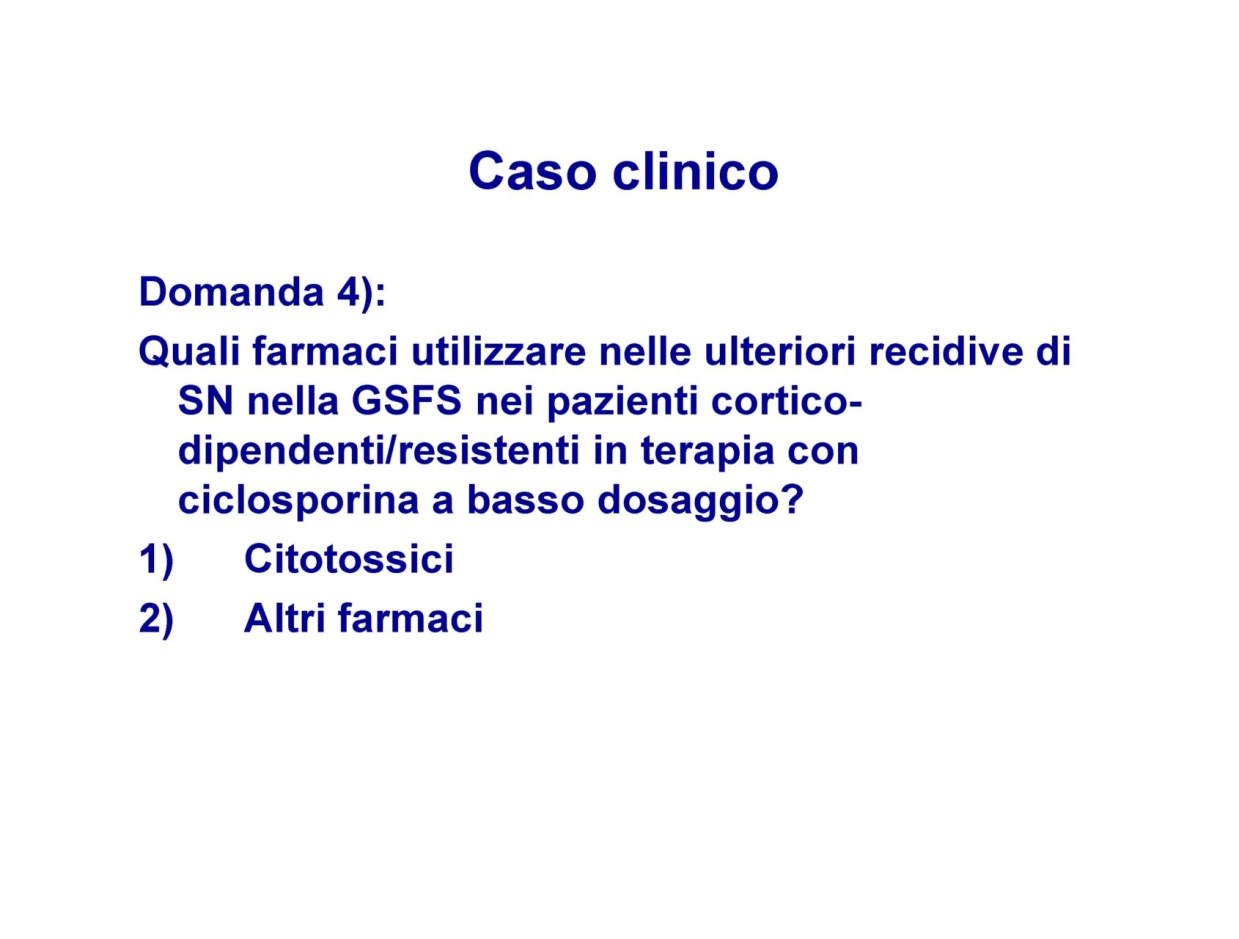 Caso clinico
Domanda 4):
Quali farmaci utilizzare nelle ulteriori recidive di
SN nella GSFS nei pazienti cortico-
dipendenti/resistenti in terapia con
ciclosporina a basso dosaggio?
1) Citotossici
2) Altri farmaci